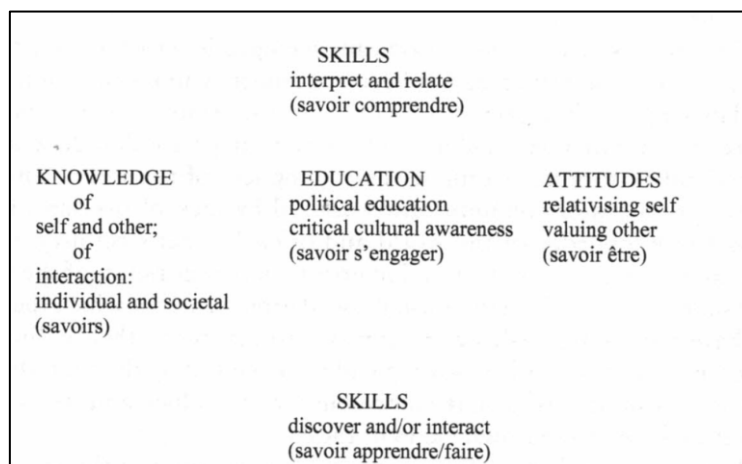 SKILLS
interpret and relate
(savoir comprendre)
KNOWLEDGE
of
self and other;
of
interaction:
individual and societal
(savoirs)
EDUCATION
political education
critical cultural awareness
(savoir s'engager)
ATTITUDES
relativising self
valuing other
(savoir être)
SKILLS
discover and/or interact
(savoir apprendre/faire)